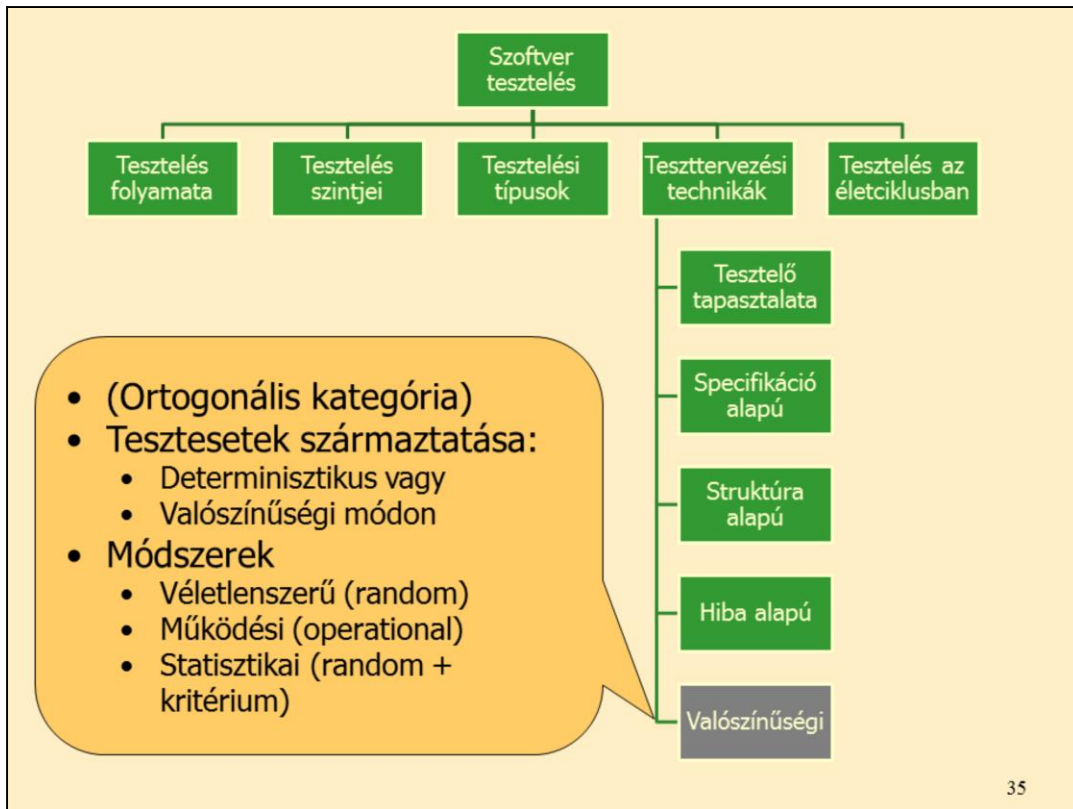 Szoftver
tesztelés
Tesztelés
folyamata
Tesztelés
szintjei
Tesztelési
típusok
Teszttervezési
technikák
Tesztelés az
életciklusban
Tesztelő
tapasztalata
Specifikáció
alapú
Struktúra
alapú
Hiba alapú
Valószínűségi
• (Ortogonális kategória)
• Tesztesetek származtatása:
• Determinisztikus vagy
• Valószínűségi módon
• Módszerek
• Véletlenszerű (random)
• Működési (operational)
• Statisztikai (random +
kritérium)
35